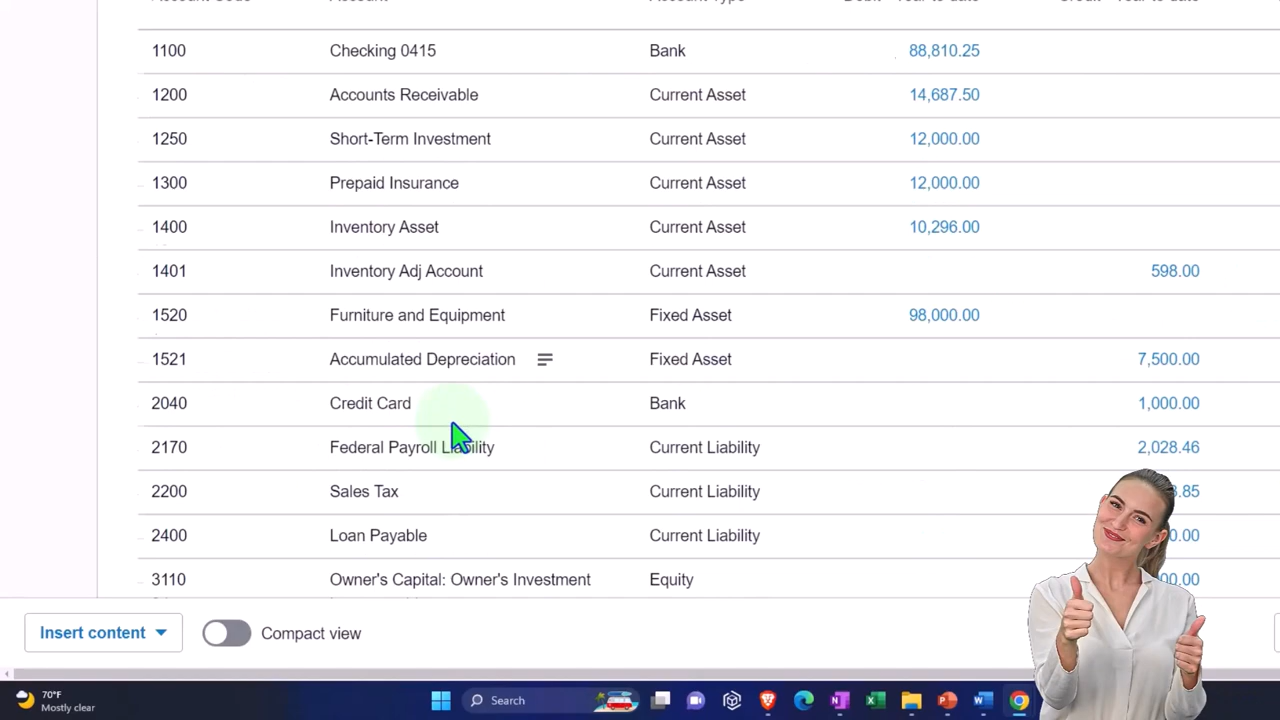 1100 Checking 0415 Bank 88,810.25
1200 Accounts Receivable Current Asset 14,687.50
1250 Short-Term Investment Current Asset 12,000.00
1300 Prepaid Insurance Current Asset 12,000.00
1400 Inventory Asset Current Asset 10,296.00
1401 Inventory Adj Account Current Asset 598.00
1520 Furniture and Equipment Fixed Asset 98,000.00
1521 Accumulated Depreciation Fixed Asset 7,500.00
2040 Credit Card Bank 1,000.00
2170 Federal Payroll Liability Current Liability 2,028.46
2200 Sales Tax Current Liability
2400 Loan Payable Current Liability
3110 Owner's Capital: Owner's Investment Equity
Insert content Compact view
70°F
Mostly clear
Search